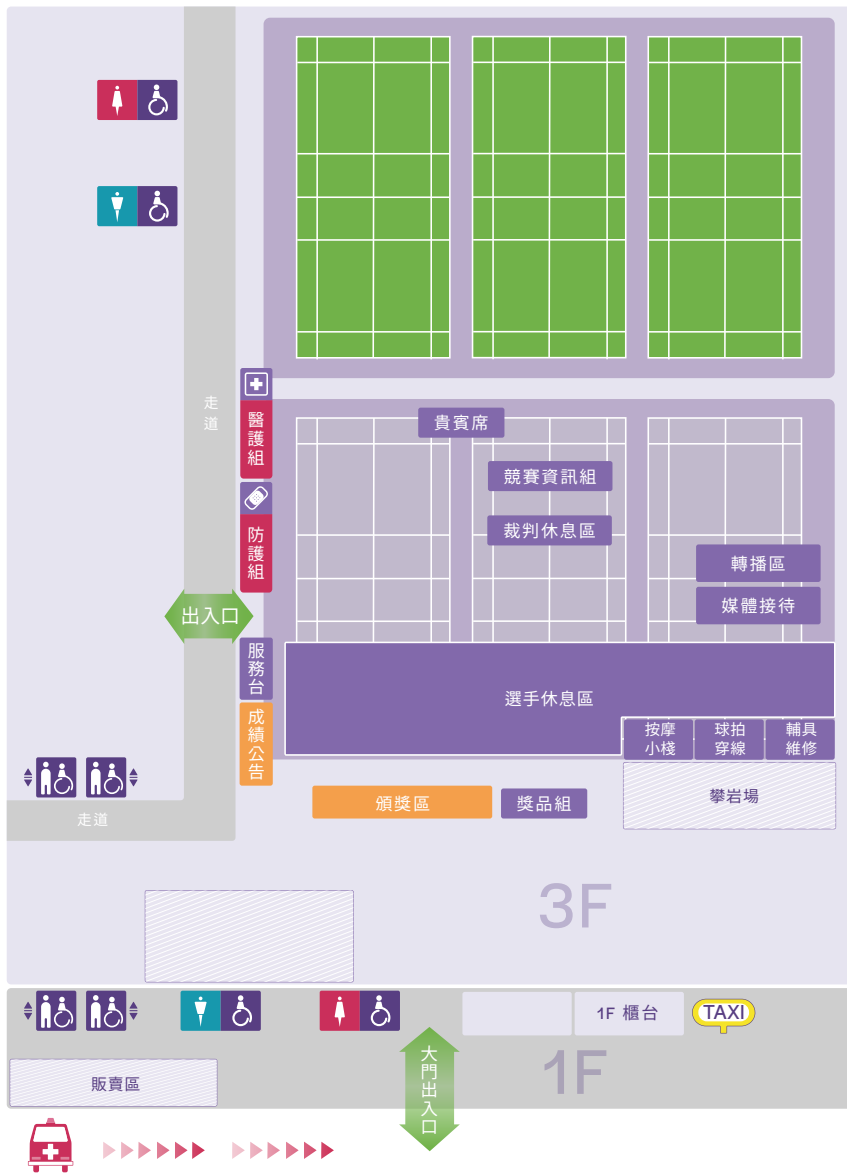 走道
醫護組
貴賓席
競賽資訊組
裁判休息區
防護組
轉播區
媒體接待
出入口
服務台
選手休息區
成績公告
按摩
小棧
球拍
穿線
輔具
維修
頒獎區
獎品組
攀岩場
走道
3F
1F 櫃台
TAXI
大門出入口
1F
販賣區